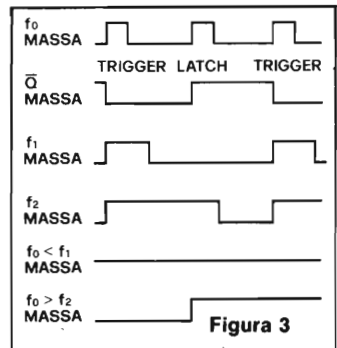 f₀
MASSA
TRIGGER LATCH TRIGGER
Q̅
MASSA
f₁
MASSA
f₂
MASSA
f₀ < f₁
MASSA
f₀ > f₂
MASSA
Figura 3